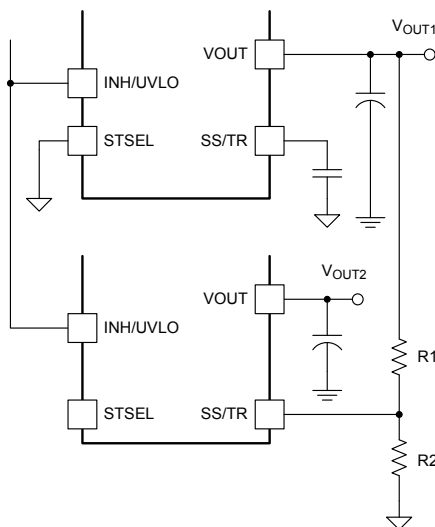 VOUT
VOUT1
INH/UVLO
STSEL
SS/TR
VOUT2
VOUT
INH/UVLO
R1
STSEL
SS/TR
R2